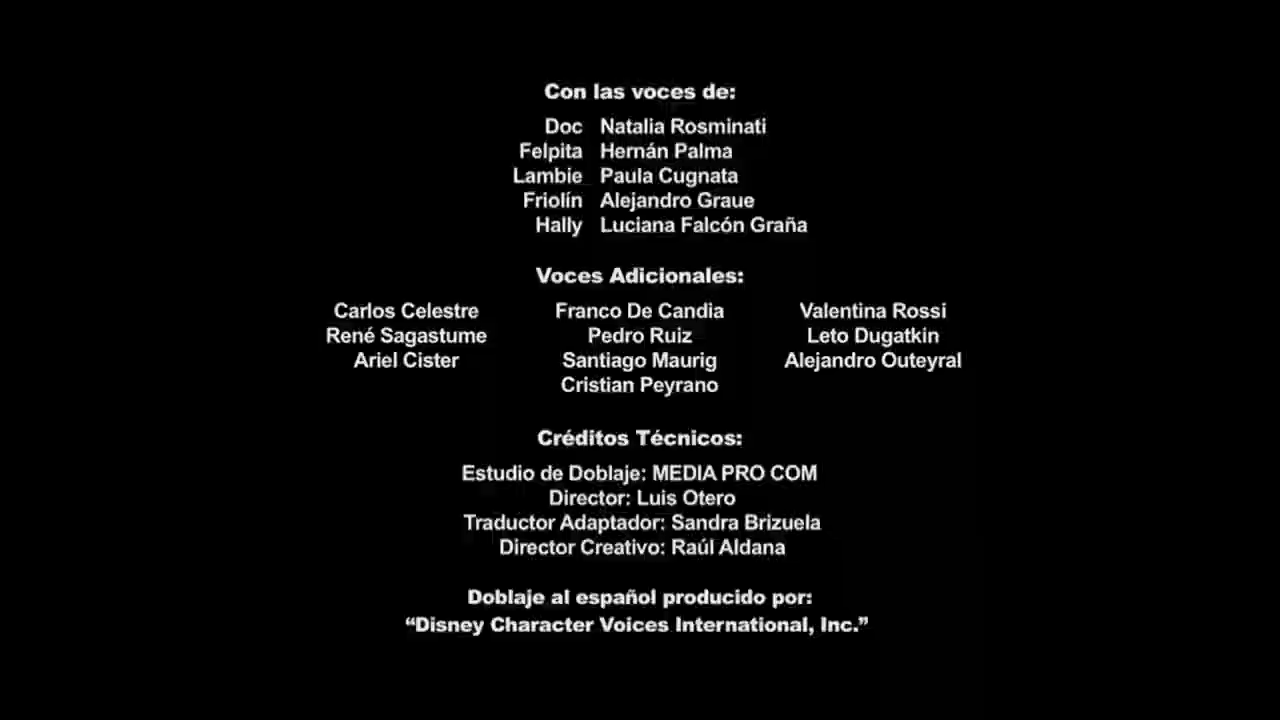 Con las voces de:
Doc Natalia Rosminati
Felpita Hernán Palma
Lambie Paula Cugnata
Friolín Alejandro Graue
Hally Luciana Falcón Graña
Voces Adicionales:
Carlos Celestre Franco De Candia Valentina Rossi
René Sagastume Pedro Ruiz Leto Dugatkin
Ariel Cister Santiago Maurig Alejandro Outeyral
Cristian Peyrano
Créditos Técnicos:
Estudio de Doblaje: MEDIA PRO COM
Director: Luis Otero
Traductor Adaptador: Sandra Brizuela
Director Creativo: Raúl Aldana
Doblaje al español producido por:
“Disney Character Voices International, Inc.”